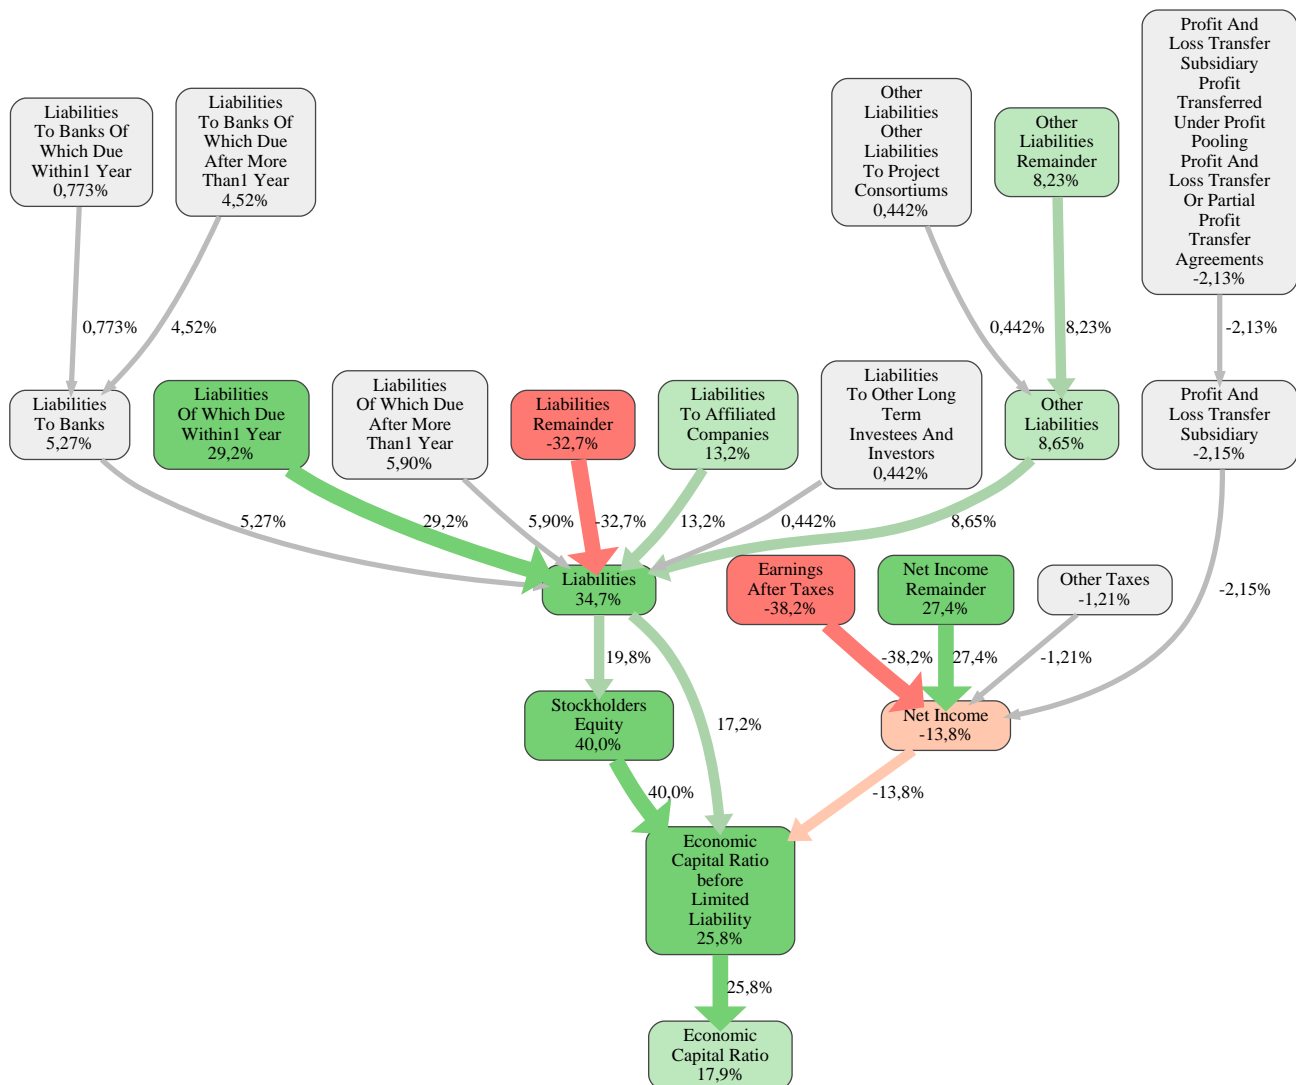 Profit And
Loss Transfer
Subsidiary
Profit
Transferred
Under Profit
Pooling
Profit And
Loss Transfer
Or Partial
Profit
Transfer
Agreements
-2,13%
Liabilities
To Banks Of
Which Due
Within1 Year
0,773%
Liabilities
To Banks Of
Which Due
After More
Than1 Year
4,52%
Other
Liabilities
Other
Liabilities
To Project
Consortiums
0,442%
Other
Liabilities
Remainder
8,23%
0,773%
4,52%
0,442%
8,23%
-2,13%
Liabilities
To Banks
5,27%
Liabilities
Of Which Due
Within1 Year
29,2%
Liabilities
Of Which Due
After More
Than1 Year
5,90%
Liabilities
Remainder
-32,7%
Liabilities
To Affiliated
Companies
13,2%
Liabilities
To Other Long
Term
Investees And
Investors
0,442%
Other
Liabilities
8,65%
Profit And
Loss Transfer
Subsidiary
-2,15%
5,27%
29,2%
5,90%
-32,7%
13,2%
0,442%
8,65%
Liabilities
34,7%
Earnings
After Taxes
-38,2%
Net Income
Remainder
27,4%
Other Taxes
-1,21%
-2,15%
19,8%
-38,2%
27,4%
-1,21%
Stockholders
Equity
40,0%
17,2%
Net Income
-13,8%
40,0%
-13,8%
Economic
Capital Ratio
before
Limited
Liability
25,8%
25,8%
Economic
Capital Ratio
17,9%